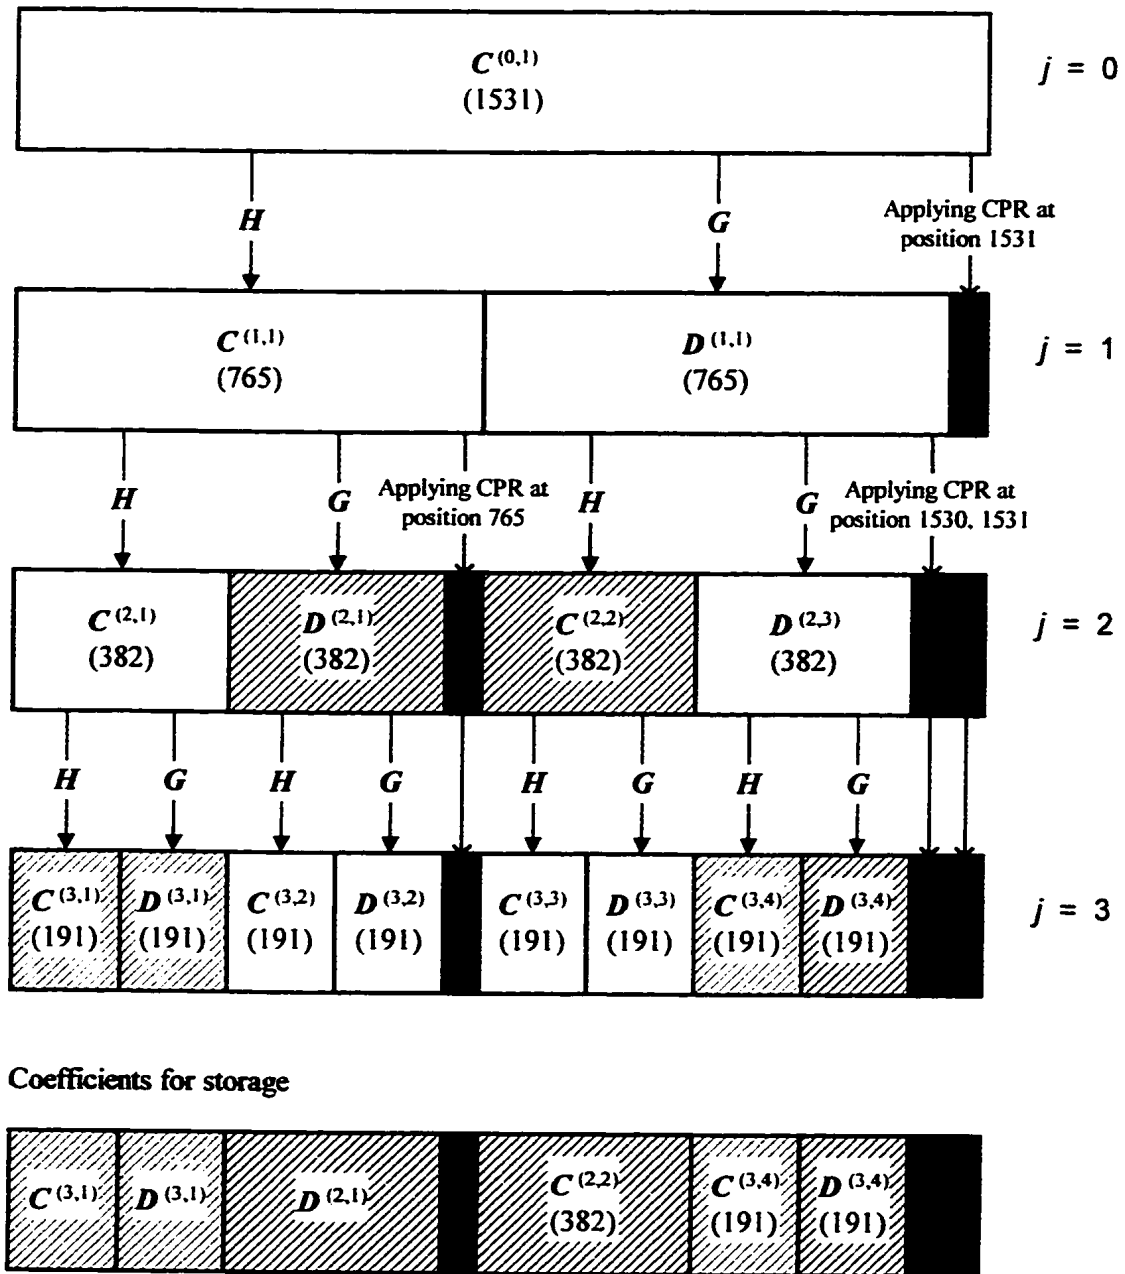 C(0,1)
(1531)
j = 0
H
G
Applying CPR at
position 1531
C(1,1)
(765)
D(1,1)
(765)
j = 1
H
G
Applying CPR at
position 765
H
G
Applying CPR at
position 1530, 1531
C(2,1)
(382)
D(2,1)
(382)
C(2,2)
(382)
D(2,3)
(382)
j = 2
H
G
H
G
H
G
H
G
C(3,1)
(191)
D(3,1)
(191)
C(3,2)
(191)
D(3,2)
(191)
C(3,3)
(191)
D(3,3)
(191)
C(3,4)
(191)
D(3,4)
(191)
j = 3
Coefficients for storage
C(3,1)
D(3,1)
D(2,1)
C(2,2)
(382)
C(3,4)
(191)
D(3,4)
(191)